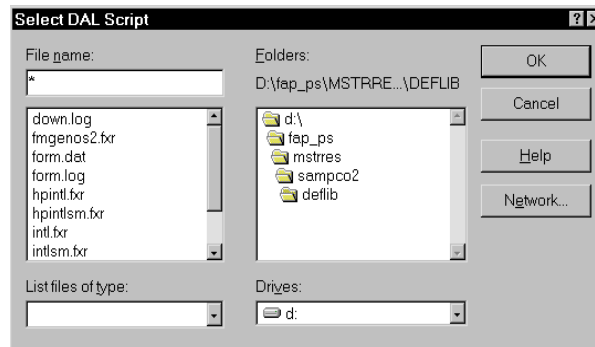 Select DAL Script
File name:
*
down.log
fmgenos2.fxr
form.dat
form.log
hpintl.fxr
hpintlsm.fxr
intl.fxr
intlsm.fxr
List files of type:
Folders:
D:\fap_ps\MSTRRE...\DEFLIB
d:\
fap_ps
mstrres
sampco2
deflib
Drives:
d:
OK
Cancel
Help
Network...